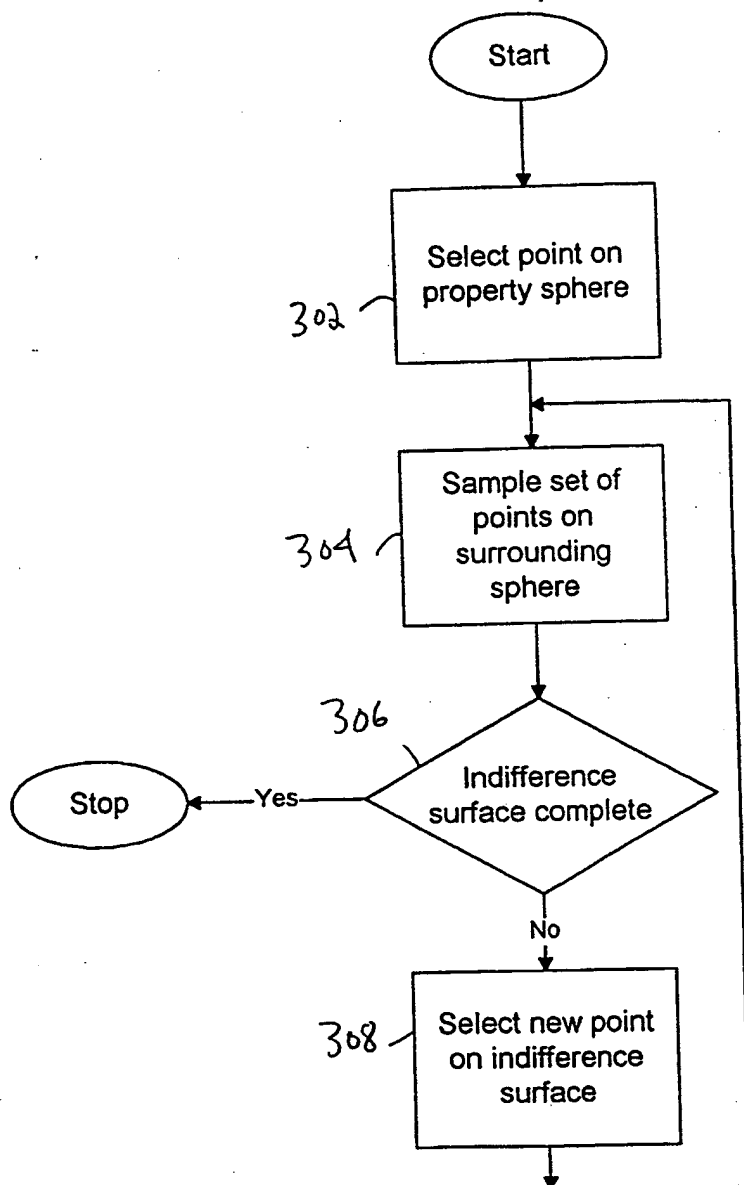 Start
Select point on
property sphere
302
Sample set of
points on
surrounding
sphere
304
306
Indifference
surface complete
Yes
Stop
No
Select new point
on indifference
surface
308